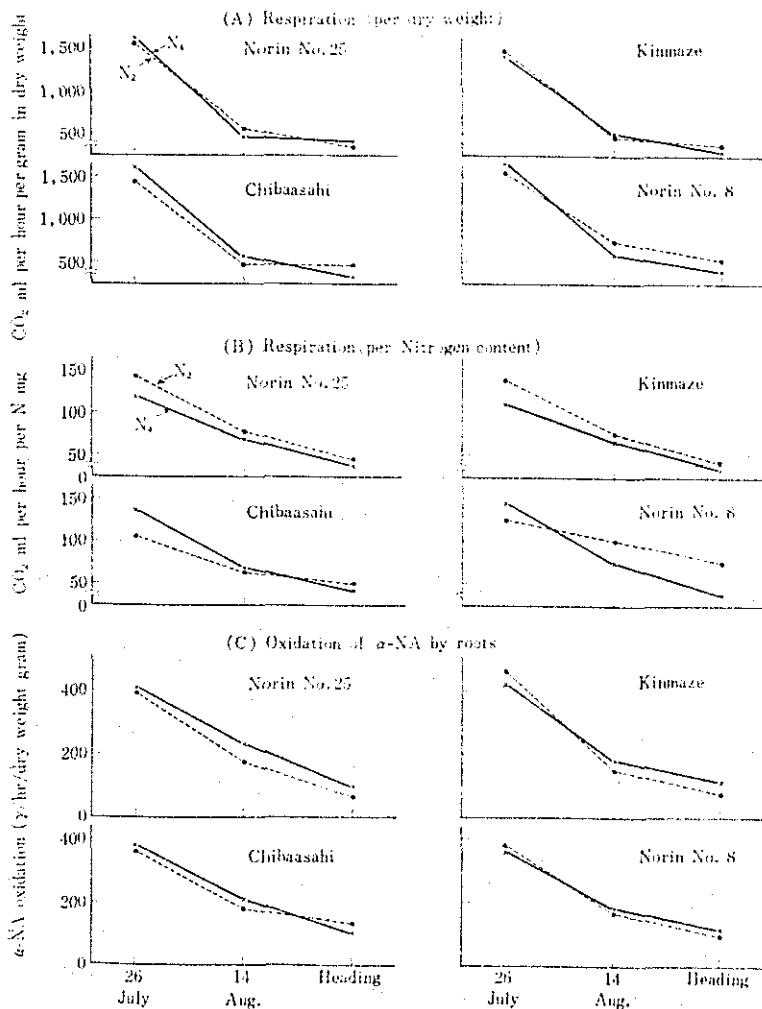 (A) Respiration (per dry weight)
CO₂ ml per hour per gram in dry weight
1,500
1,000
500
N₄
N₂
Norin No.25
Kinmaze
1,500
1,000
500
Chibaasahi
Norin No. 8
(B) Respiration (per Nitrogen content)
CO₂ ml per hour per N mg
150
100
50
0
N₂
N₄
Norin No.25
Kinmaze
150
100
50
0
Chibaasahi
Norin No. 8
(C) Oxidation of α-NA by roots
α-NA oxidation (γ/hr/dry weight gram)
400
200
0
Norin No.25
Kinmaze
400
200
0
Chibaasahi
Norin No. 8
26 July
14 Aug.
Heading
26 July
14 Aug.
Heading